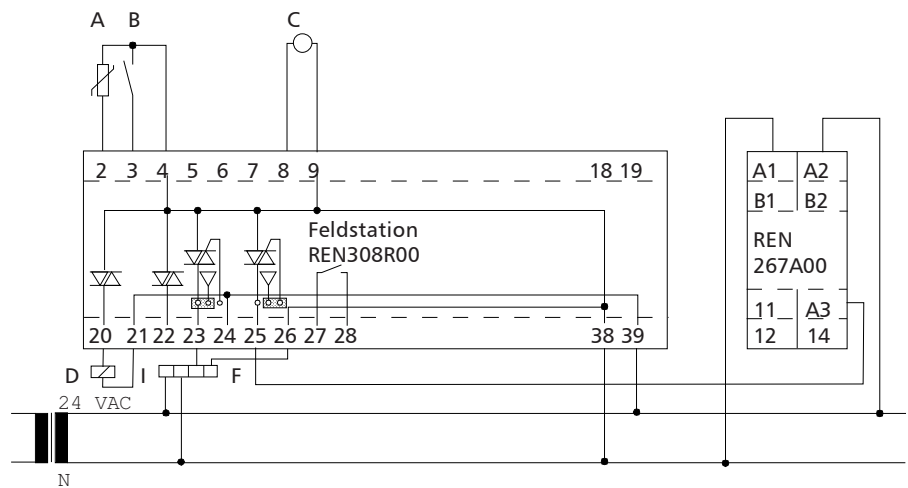 A B C
2 3 4 5 6 7 8 9 18 19
A1 A2
B1 B2
Feldstation
REN308R00
REN
267A00
11 A3
12 14
20 21 22 23 24 25 26 27 28 38 39
D I F
24 VAC
N